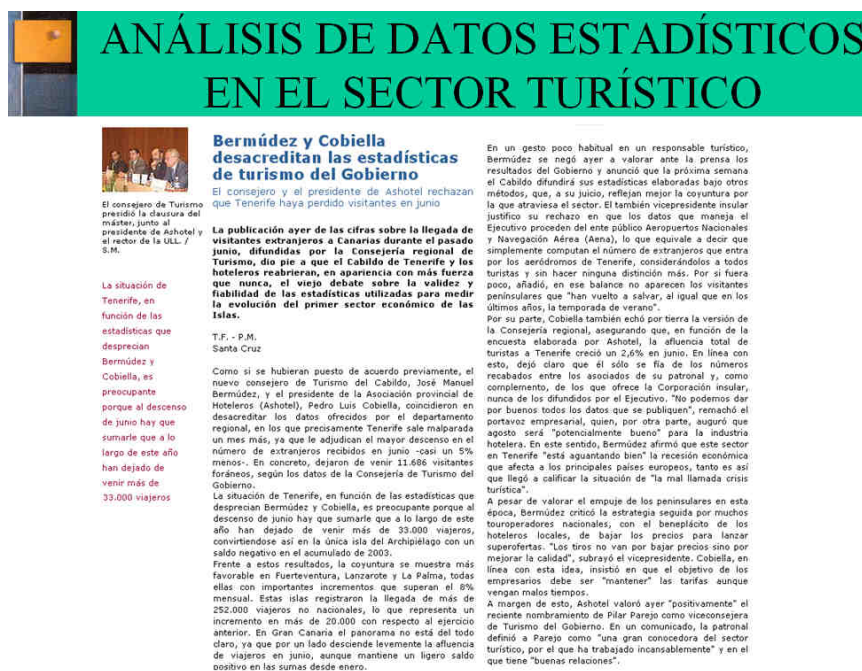 ANÁLISIS DE DATOS ESTADÍSTICOS
EN EL SECTOR TURÍSTICO
El consejero de Turismo
presidió la clausura del
máster, junto al
presidente de Ashotel y
el rector de la ULL. /
S.M.
La situación de
Tenerife, en
función de las
estadísticas que
desprecian
Bermúdez y
Cobiella, es
preocupante
porque al descenso
de junio hay que
sumarle que a lo
largo de este año
han dejado de
venir más de
33.000 viajeros
Bermúdez y Cobiella
desacreditan las estadísticas
de turismo del Gobierno
El consejero y el presidente de Ashotel rechazan
que Tenerife haya perdido visitantes en junio
La publicación ayer de las cifras sobre la llegada de
visitantes extranjeros a Canarias durante el pasado
junio, difundidas por la Consejería regional de
Turismo, dio pie a que el Cabildo de Tenerife y los
hoteleros reabrieran, en apariencia con más fuerza
que nunca, el viejo debate sobre la validez y
fiabilidad de las estadísticas utilizadas para medir
la evolución del primer sector económico de las
Islas.
T.F. - P.M.
Santa Cruz
Como si se hubieran puesto de acuerdo previamente, el
nuevo consejero de Turismo del Cabildo, José Manuel
Bermúdez, y el presidente de la Asociación provincial de
Hoteleros (Ashotel), Pedro Luis Cobiella, coincidieron en
desacreditar los datos ofrecidos por el departamento
regional, en los que precisamente Tenerife sale malparada
un mes más, ya que le adjudican el mayor descenso en el
número de extranjeros recibidos en junio -casi un 5%
menos-. En concreto, dejaron de venir 11.686 visitantes
foráneos, según los datos de la Consejería de Turismo del
Gobierno.
La situación de Tenerife, en función de las estadísticas que
desprecian Bermúdez y Cobiella, es preocupante porque al
descenso de junio hay que sumarle que a lo largo de este
año han dejado de venir más de 33.000 viajeros,
convirtiendose así en la única isla del Archipiélago con un
saldo negativo en el acumulado de 2003.
Frente a estos resultados, la coyuntura se muestra más
favorable en Fuerteventura, Lanzarote y La Palma, todas
ellas con importantes incrementos que superan el 8%
mensual. Estas islas registraron la llegada de más de
252.000 viajeros no nacionales, lo que representa un
incremento en más de 20.000 con respecto al ejercicio
anterior. En Gran Canaria el panorama no está del todo
claro, ya que por un lado desciende levemente la afluencia
de viajeros en junio, aunque mantiene un ligero saldo
positivo en las sumas desde enero.
En un gesto poco habitual en un responsable turístico,
Bermúdez se negó ayer a valorar ante la prensa los
resultados del Gobierno y anunció que la próxima semana
el Cabildo difundirá sus estadísticas elaboradas bajo otros
métodos, que, a su juicio, reflejan mejor la coyuntura por
la que atraviesa el sector. El también vicepresidente insular
justifico su rechazo en que los datos que maneja el
Ejecutivo proceden del ente público Aeropuertos Nacionales
y Navegación Aérea (Aena), lo que equivale a decir que
simplemente computan el número de extranjeros que entra
por los aeródromos de Tenerife, considerándolos a todos
turistas y sin hacer ninguna distinción más. Por si fuera
poco, añadió, en ese balance no aparecen los visitantes
penínsulares que "han vuelto a salvar, al igual que en los
últimos años, la temporada de verano".
Por su parte, Cobiella también echó por tierra la versión de
la Consejería regional, asegurando que, en función de la
encuesta elaborada por Ashotel, la afluencia total de
turistas a Tenerife creció un 2,6% en junio. En línea con
esto, dejó claro que él sólo se fía de los números
recabados entre los asociados de su patronal y, como
complemento, de los que ofrece la Corporación insular,
nunca de los difundidos por el Ejecutivo. "No podemos dar
por buenos todos los datos que se publiquen", remachó el
portavoz empresarial, quien, por otra parte, auguró que
agosto será "potencialmente bueno" para la industria
hotelera. En este sentido, Bermúdez afirmó que este sector
en Tenerife "está aguantando bien" la recesión económica
que afecta a los principales países europeos, tanto es así
que llegó a calificar la situación de "la mal llamada crisis
turística".
A pesar de valorar el empuje de los peninsulares en esta
época, Bermúdez criticó la estrategia seguida por muchos
touroperadores nacionales, con el beneplácito de los
hoteleros locales, de bajar los precios para lanzar
superofertas. "Los tiros no van por bajar precios sino por
mejorar la calidad", subrayó el vicepresidente. Cobiella, en
línea con esta idea, insistió en que el objetivo de los
empresarios debe ser "mantener" las tarifas aunque
vengan malos tiempos.
A margen de esto, Ashotel valoró ayer "positivamente" el
reciente nombramiento de Pilar Parejo como viceconsejera
de Turismo del Gobierno. En un comunicado, la patronal
definió a Parejo como "una gran conocedora del sector
turístico, por el que ha trabajado incansablemente" y en el
que tiene "buenas relaciones".